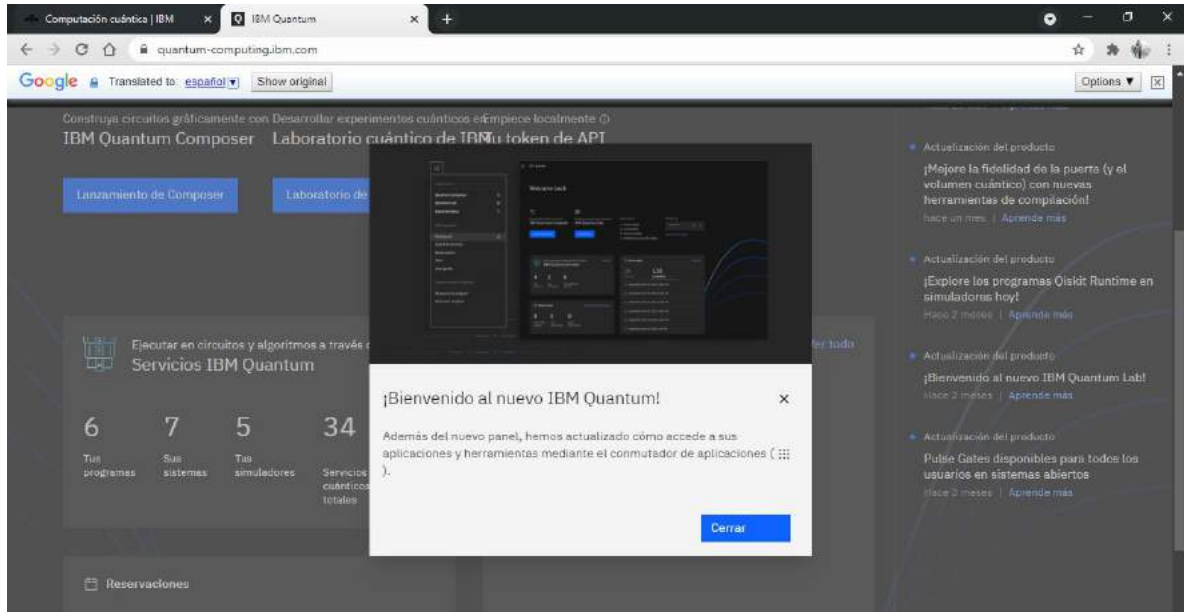 Computación cuántica | IBM
IBM Quantum
quantum-computing.ibm.com
Google Translated to: español Show original
Options
Construya circuitos gráficamente con Desarrollar experimentos cuánticos en Empiece localmente
IBM Quantum Composer Laboratorio cuántico de IBM Tu token de API
Lanzamiento de Composer
Laboratorio de
Ejecutar en circuitos y algoritmos a través
Servicios IBM Quantum
6 7 5 34
Tus
programas
Sus
sistemas
Tus
simuladores
Servicios
cuánticos
totales
Reservaciones
Welcome back
¡Bienvenido al nuevo IBM Quantum!
Además del nuevo panel, hemos actualizado cómo accede a sus
aplicaciones y herramientas mediante el conmutador de aplicaciones (
).
Cerrar
Ver todo
Actualización del producto
¡Mejore la fidelidad de la puerta (y el
volumen cuántico) con nuevas
herramientas de compilación!
hace un mes | Aprende más
Actualización del producto
¡Explore los programas Qiskit Runtime en
simuladores hoy!
Hace 2 meses | Aprende más
Actualización del producto
¡Bienvenido al nuevo IBM Quantum Lab!
Hace 2 meses | Aprende más
Actualización del producto
Pulse Gates disponibles para todos los
usuarios en sistemas abiertos
Hace 3 meses | Aprende más